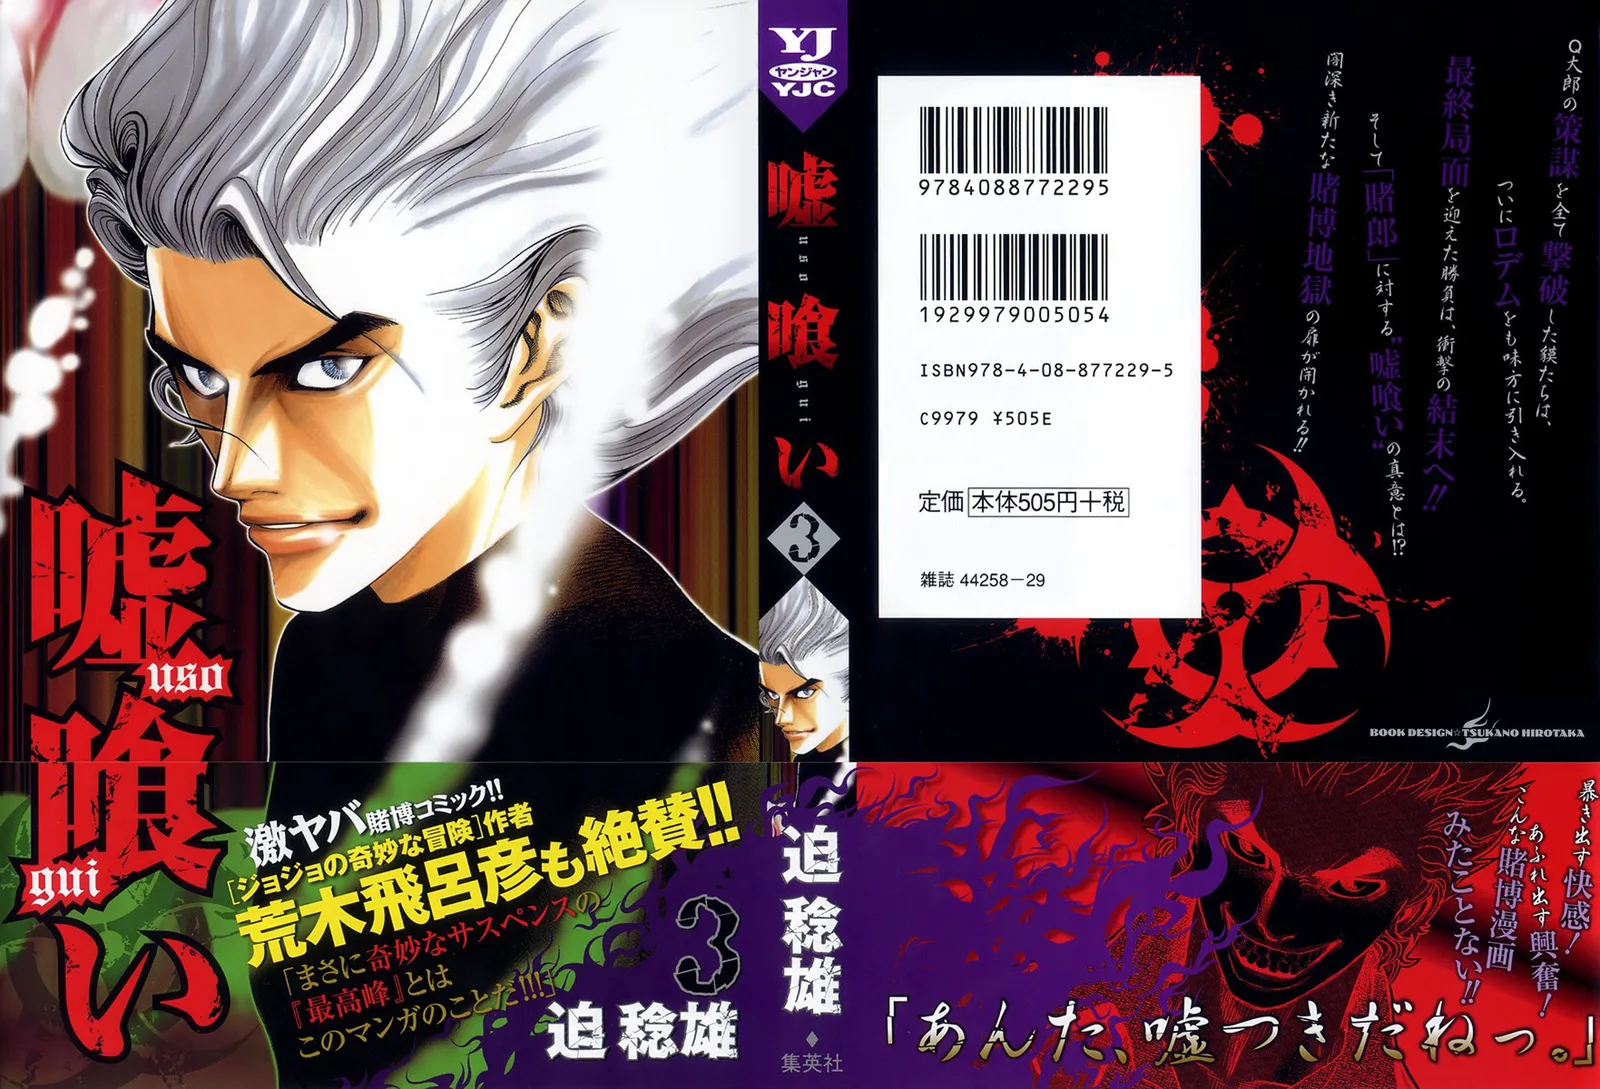 嘘
uso
喰
gui
い
激ヤバ賭博コミック!!
[ジョジョの奇妙な冒険]作者
荒木飛呂彦も絶賛!!
「まさに奇妙なサスペンスの
『最高峰』とは
このマンガのことだ!!!」
3
迫 稔雄
YJ
ヤンジャン
YJC
嘘
uso
喰
gui
い
3
迫 稔雄
集英社
9784088772295
1929979005054
ISBN978-4-08-877229-5
C9979 ¥505E
定価 本体505円+税
雑誌 44258-29
Q太郎の策謀を全て撃破した貘たちは、
ついにロデムをも味方に引き入れる。
最終局面を迎えた勝負は、衝撃の結末へ!!
そして「賭郎」に対する"嘘喰い"の真意とは!?
闇深き新たな賭博地獄の扉が開かれる!!
BOOK DESIGN☆TSUKANO HIROTAKA
暴き出す快感!
あふれ出す興奮!
こんな賭博漫画
みたことない!!
「あんた、嘘つきだねっ。」